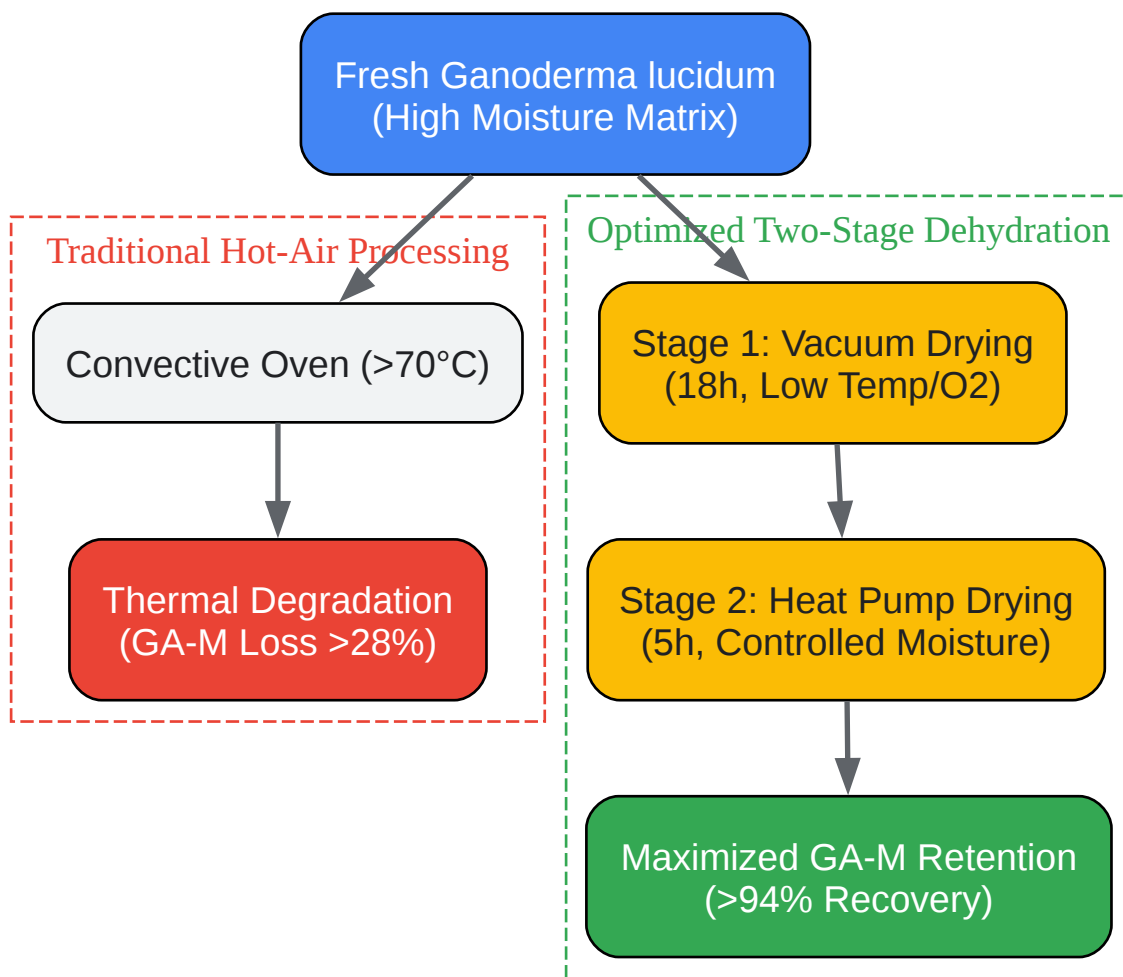 Fresh Ganoderma lucidum
(High Moisture Matrix)
Traditional Hot-Air Processing
Convective Oven (>70°C)
Thermal Degradation
(GA-M Loss >28%)
Optimized Two-Stage Dehydration
Stage 1: Vacuum Drying
(18h, Low Temp/O2)
Stage 2: Heat Pump Drying
(5h, Controlled Moisture)
Maximized GA-M Retention
(>94% Recovery)